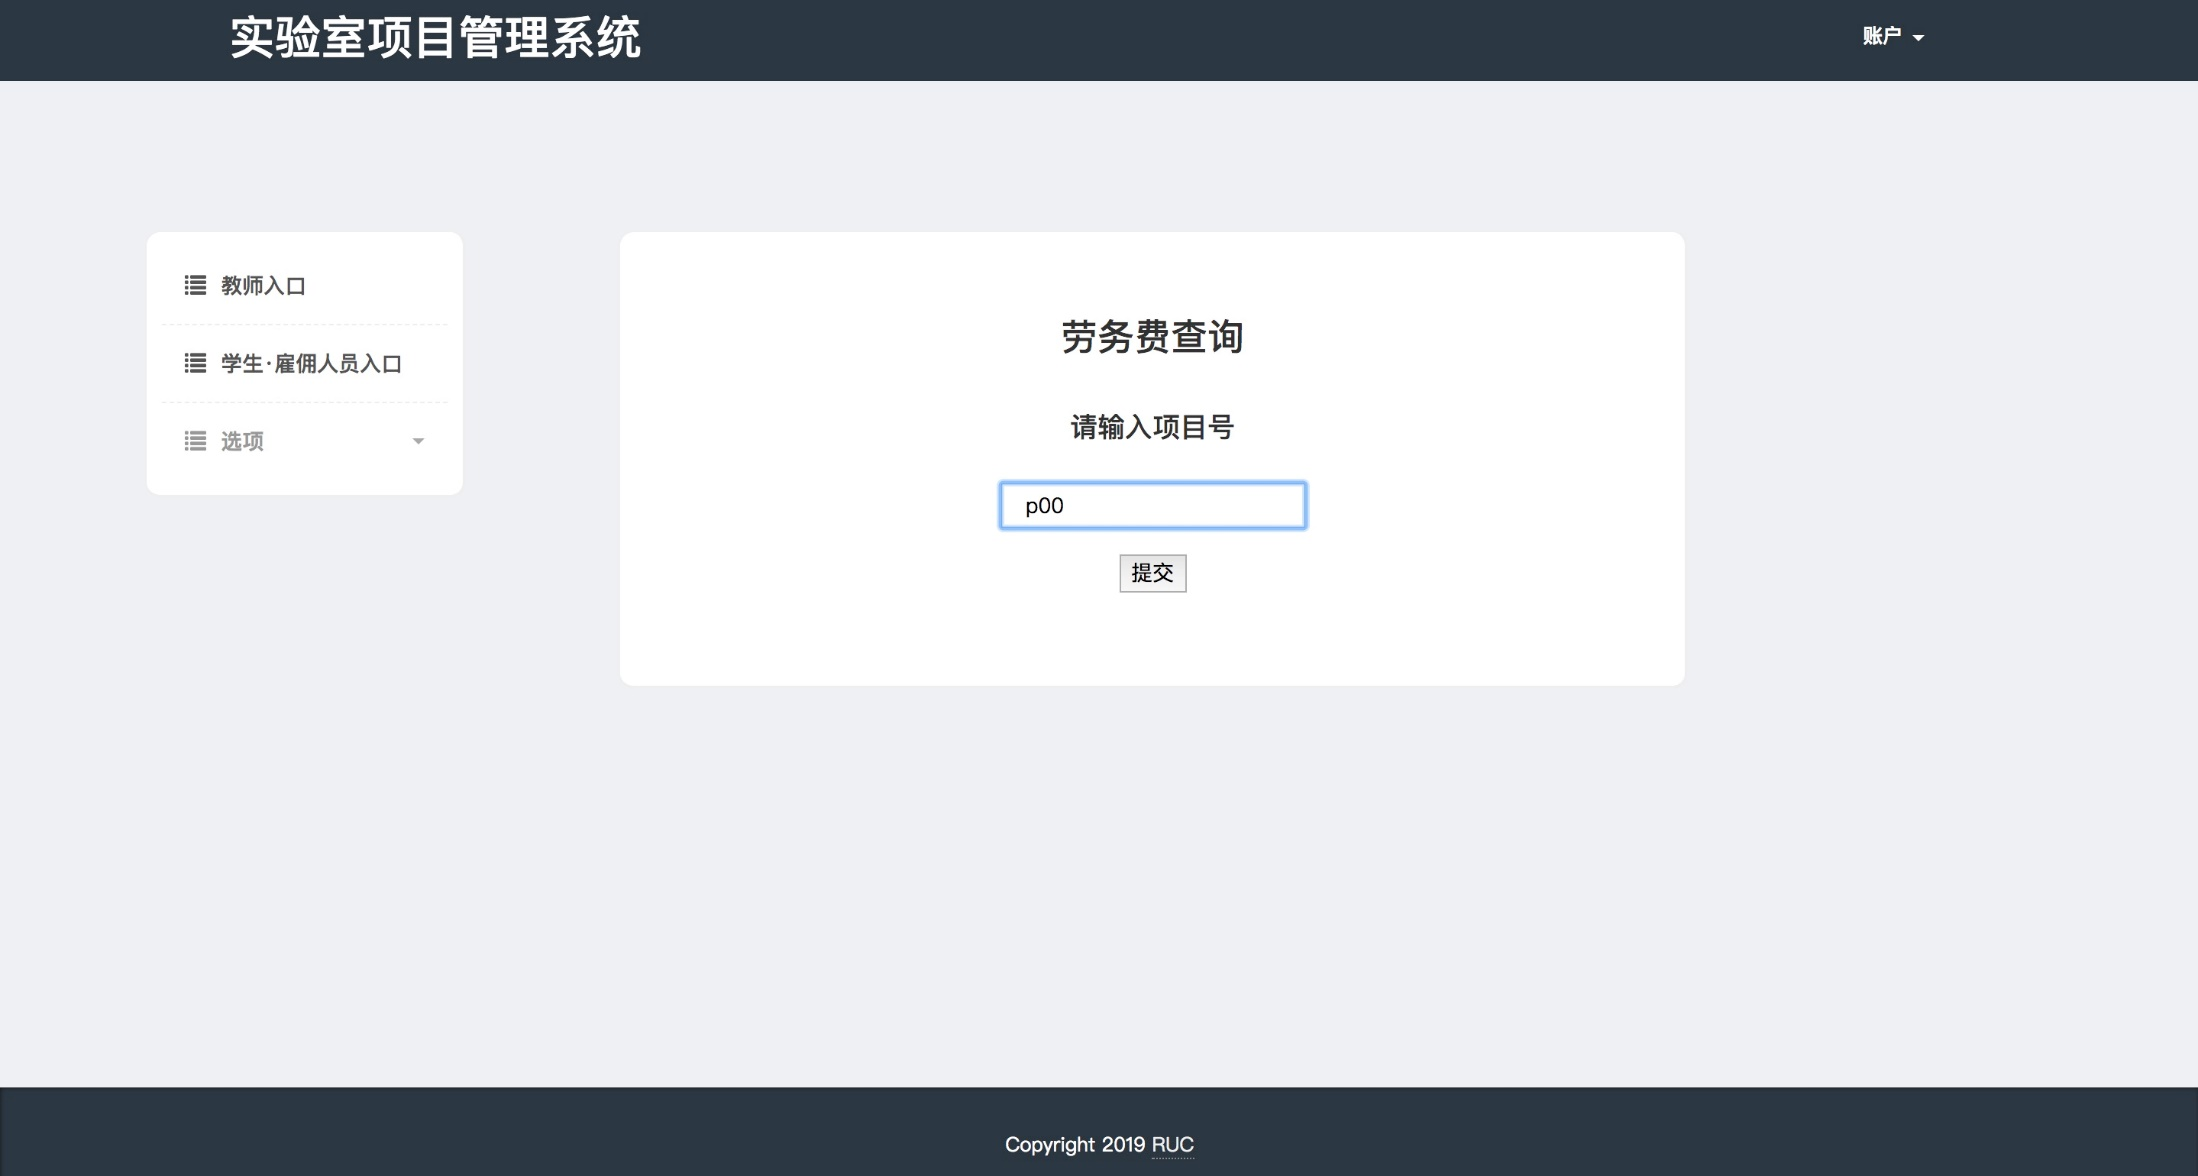 实验室项目管理系统
账户
教师入口
学生·雇佣人员入口
选项
劳务费查询
请输入项目号
p00
提交
Copyright 2019 RUC